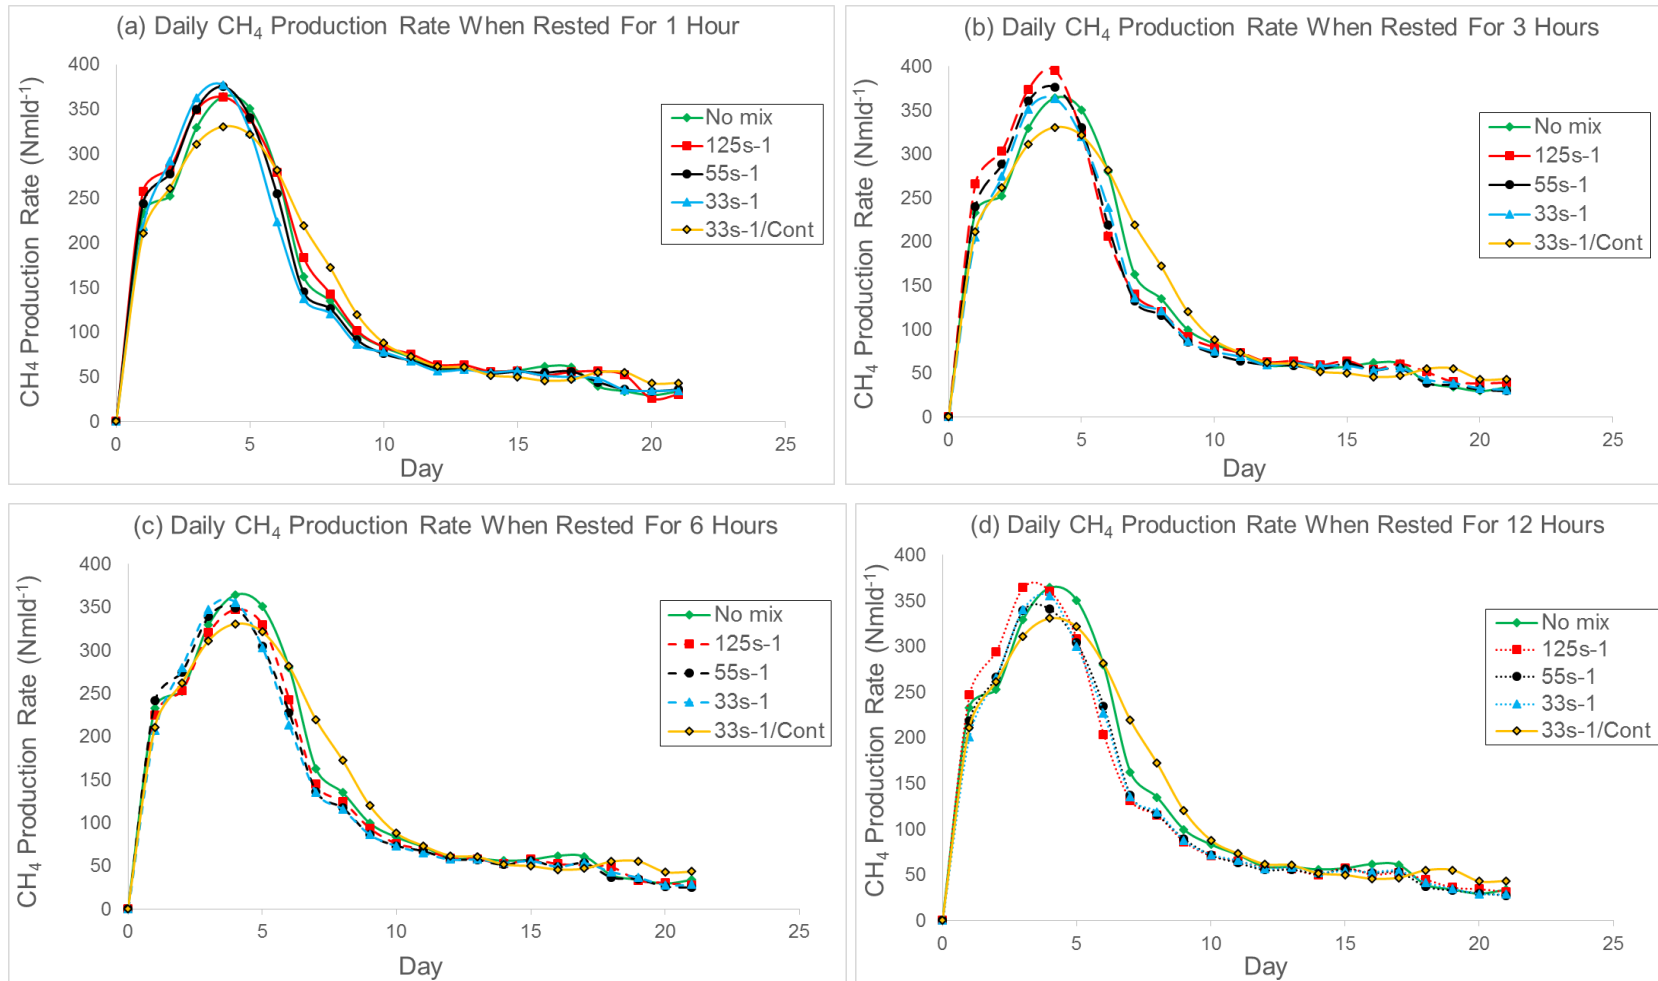 (a) Daily CH₄ Production Rate When Rested For 1 Hour
CH4 Production Rate (Nmld⁻¹)
400
350
300
250
200
150
100
50
0
0 5 10 15 20 25
Day
No mix
125s-1
55s-1
33s-1
33s-1/Cont
(b) Daily CH₄ Production Rate When Rested For 3 Hours
CH₄ Production Rate (Nmld⁻¹)
400
350
300
250
200
150
100
50
0
0 5 10 15 20 25
Day
No mix
125s-1
55s-1
33s-1
33s-1/Cont
(c) Daily CH₄ Production Rate When Rested For 6 Hours
CH₄ Production Rate (Nmld⁻¹)
400
350
300
250
200
150
100
50
0
0 5 10 15 20 25
Day
No mix
125s-1
55s-1
33s-1
33s-1/Cont
(d) Daily CH₄ Production Rate When Rested For 12 Hours
CH₄ Production Rate (Nmld⁻¹)
400
350
300
250
200
150
100
50
0
0 5 10 15 20 25
Day
No mix
125s-1
55s-1
33s-1
33s-1/Cont